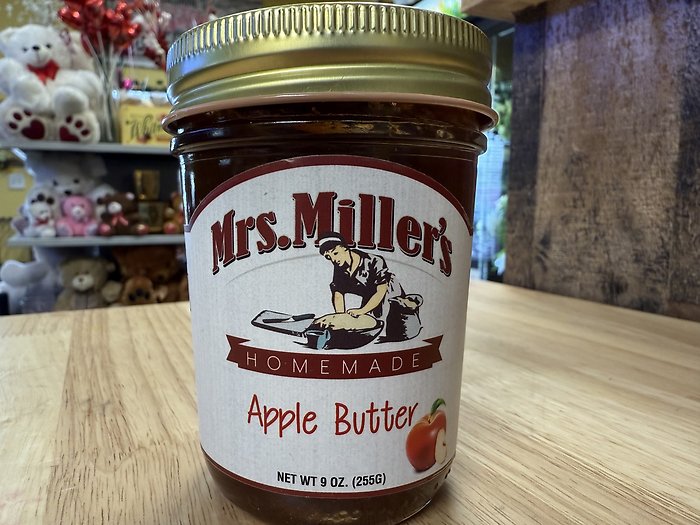 Mrs. Miller's
HOMEMADE
Apple Butter
NET WT 9 OZ. (255G)